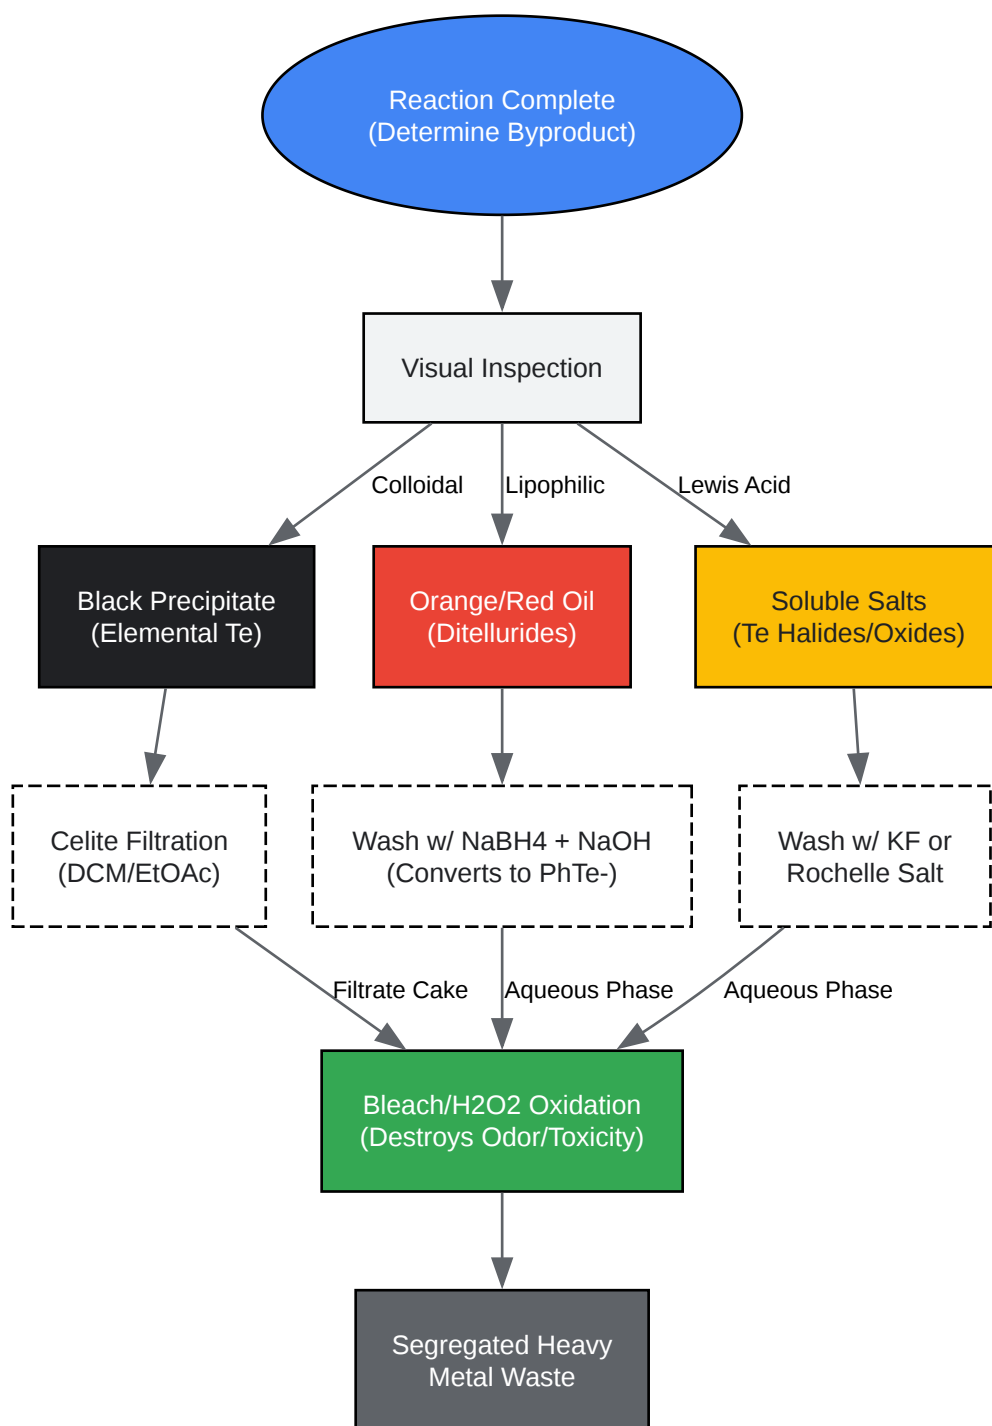 Reaction Complete
(Determine Byproduct)
Visual Inspection
Colloidal
Lipophilic
Lewis Acid
Black Precipitate
(Elemental Te)
Orange/Red Oil
(Ditellurides)
Soluble Salts
(Te Halides/Oxides)
Celite Filtration
(DCM/EtOAc)
Wash w/ NaBH4 + NaOH
(Converts to PhTe-)
Wash w/ KF or
Rochelle Salt
Filtrate Cake
Aqueous Phase
Aqueous Phase
Bleach/H2O2 Oxidation
(Destroys Odor/Toxicity)
Segregated Heavy
Metal Waste